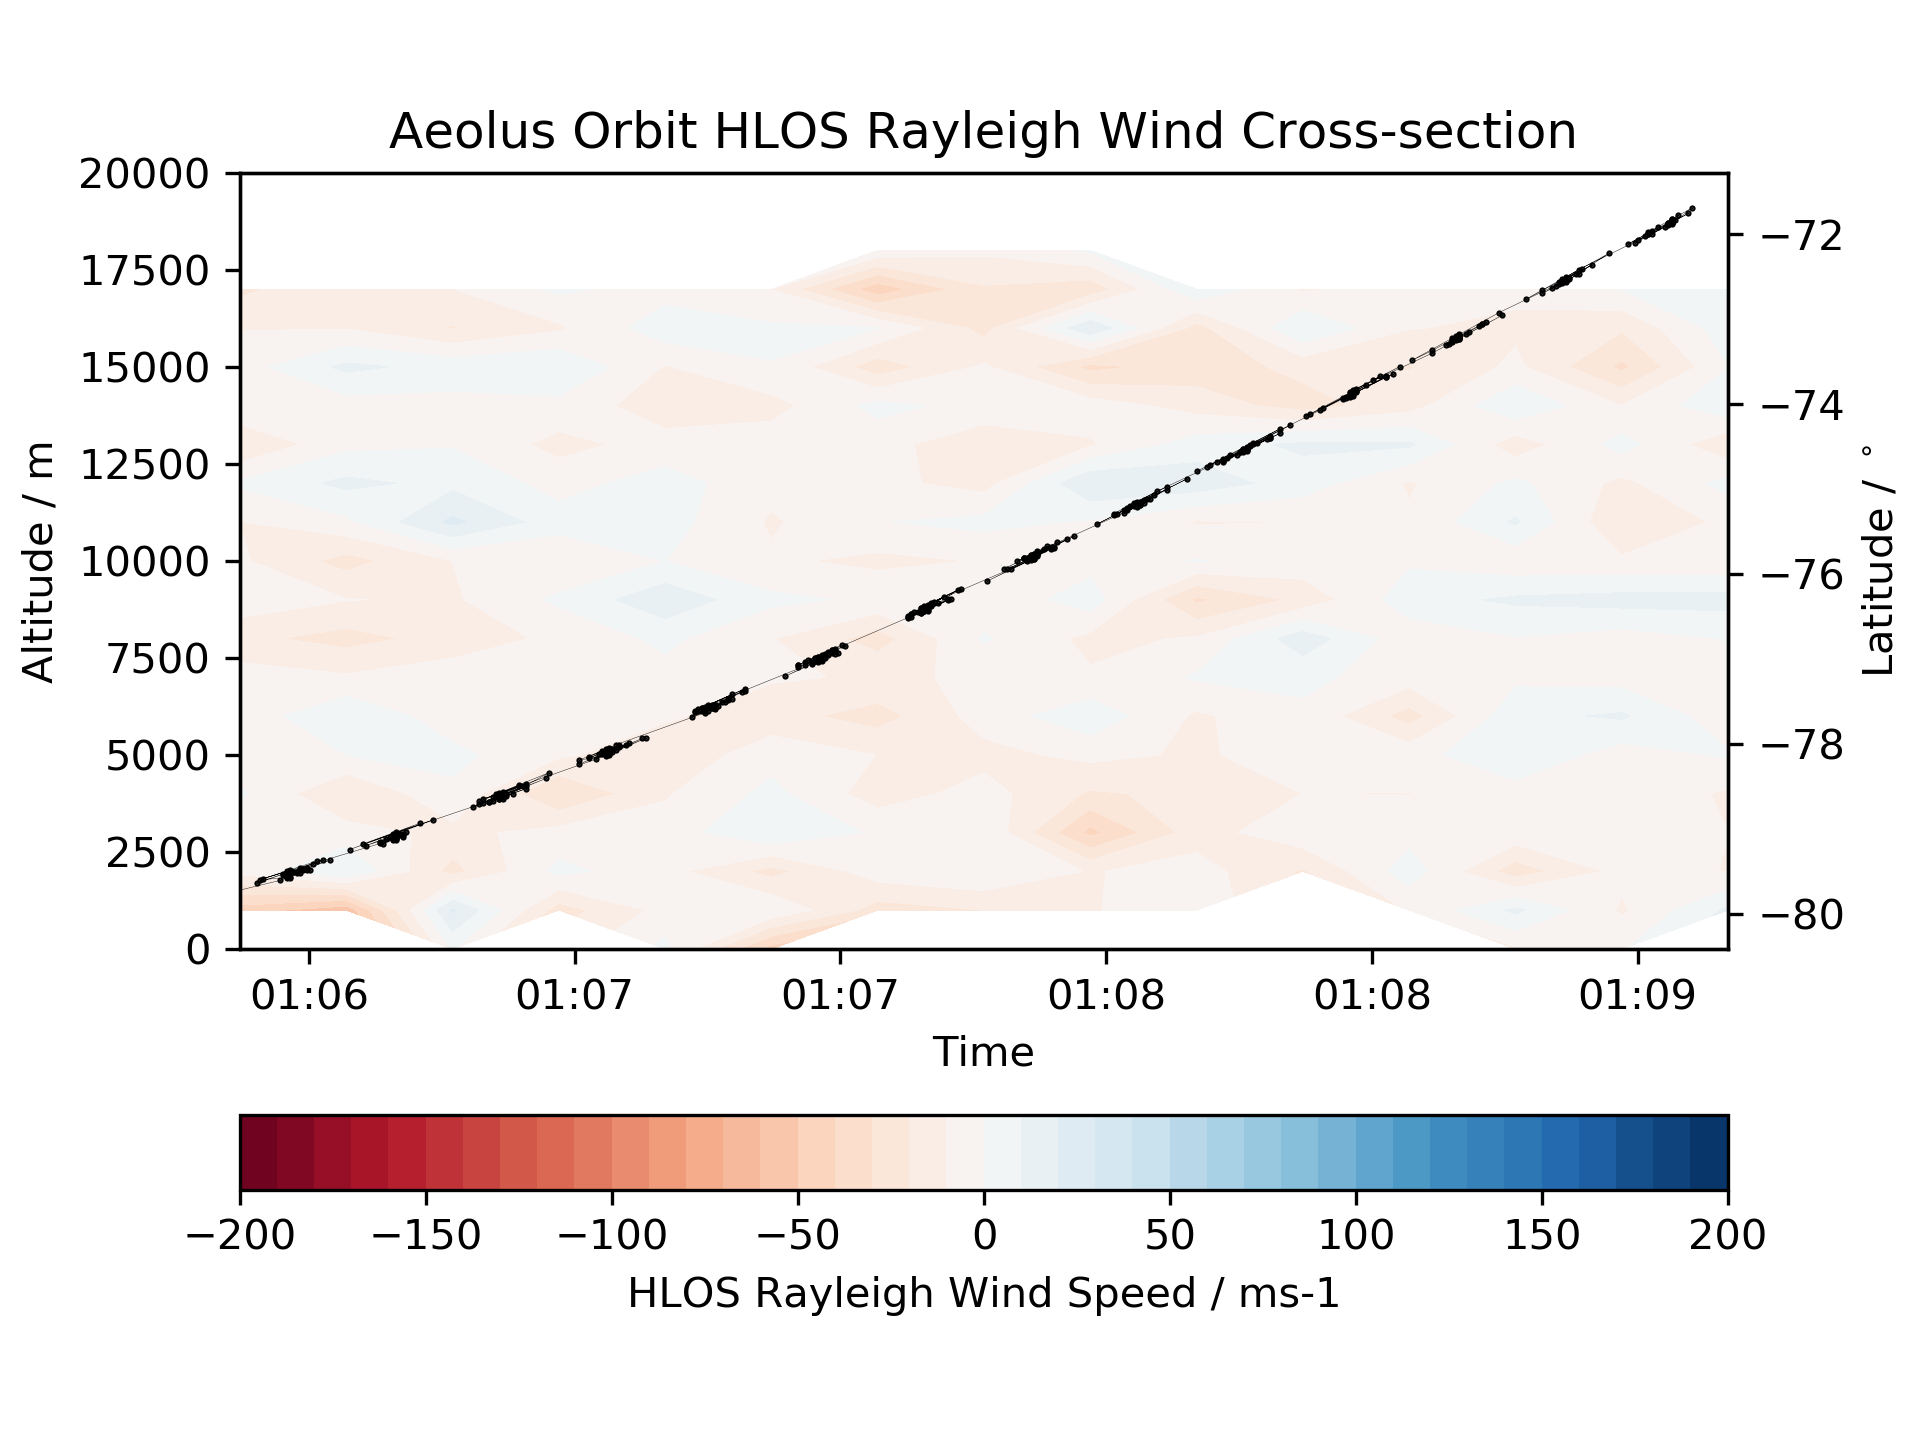 Aeolus Orbit HLOS Rayleigh Wind Cross-section
20000
17500
15000
12500
10000
7500
5000
2500
0
Altitude / m
−72
−74
−76
−78
−80
Latitude / °
01:06 01:07 01:07 01:08 01:08 01:09
Time
−200 −150 −100 −50 0 50 100 150 200
HLOS Rayleigh Wind Speed / ms-1